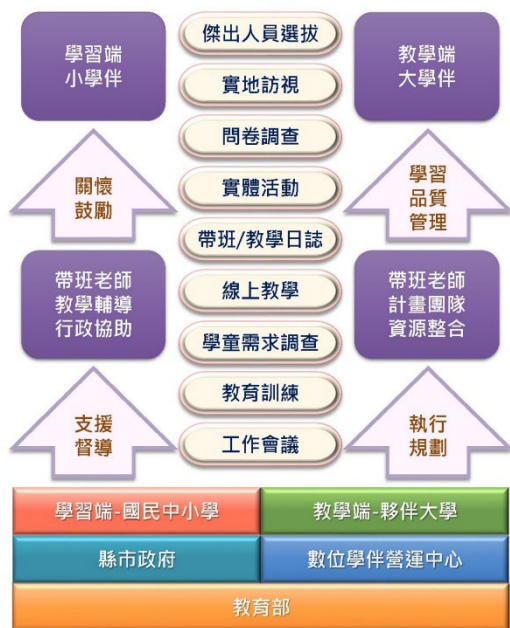 學習端
小學伴
傑出人員選拔
教學端
大學伴
實地訪視
問卷調查
關懷
鼓勵
實體活動
學習
品質
管理
帶班/教學日誌
帶班老師
教學輔導
行政協助
線上教學
帶班老師
計畫團隊
資源整合
學童需求調查
教育訓練
支援
督導
工作會議
執行
規劃
學習端-國民中小學
教學端-夥伴大學
縣市政府
數位學伴營運中心
教育部